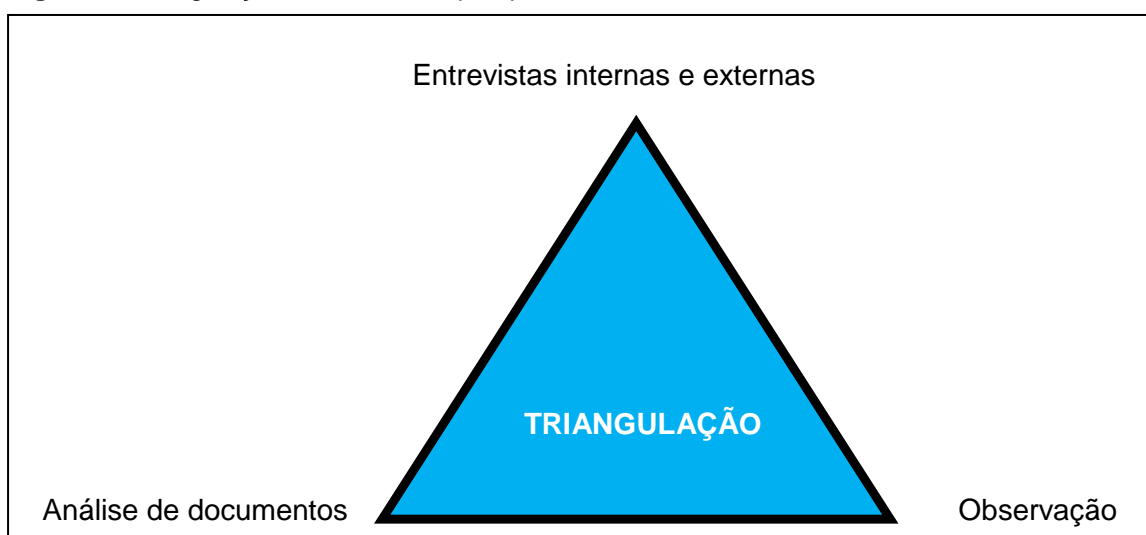 Entrevistas internas e externas
TRIANGULAÇÃO
Análise de documentos
Observação